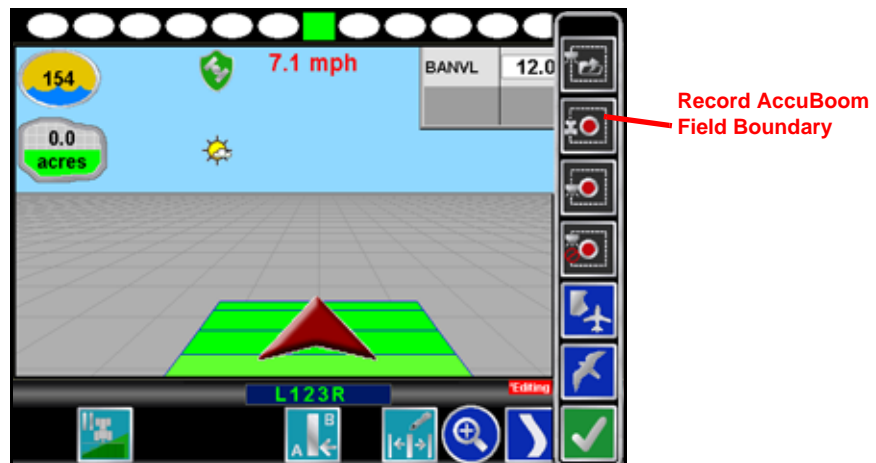 154
7.1 mph
BANVL 12.0
0.0
acres
Record AccuBoom
Field Boundary
L123R
*Editing
B
A